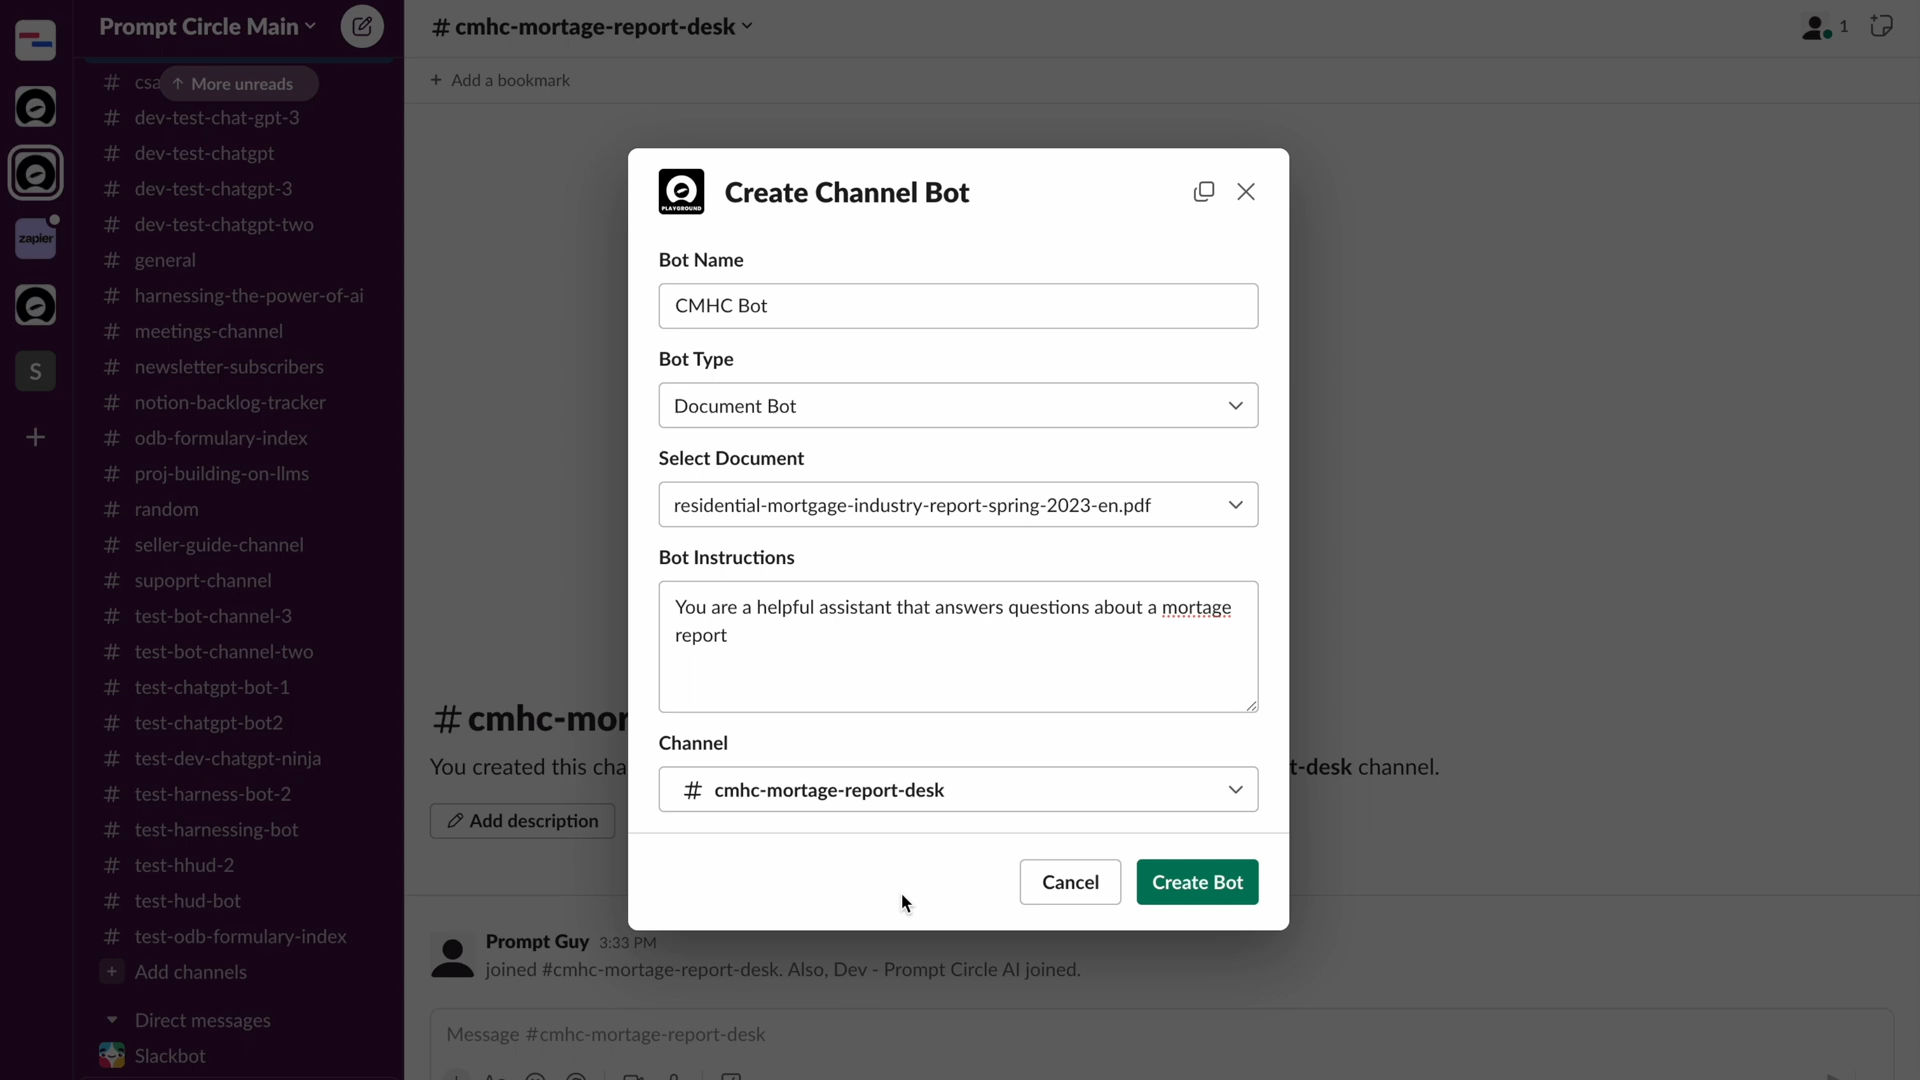 Prompt Circle Main
# csa
↑ More unreads
# dev-test-chat-gpt-3
# dev-test-chatgpt
# dev-test-chatgpt-3
# dev-test-chatgpt-two
# general
# harnessing-the-power-of-ai
# meetings-channel
# newsletter-subscribers
# notion-backlog-tracker
# odb-formulary-index
# proj-building-on-llms
# random
# seller-guide-channel
# supoprt-channel
# test-bot-channel-3
# test-bot-channel-two
# test-chatgpt-bot-1
# test-chatgpt-bot2
# test-dev-chatgpt-ninja
# test-harness-bot-2
# test-harnessing-bot
# test-hhud-2
# test-hud-bot
# test-odb-formulary-index
+ Add channels
Direct messages
Slackbot
zapier
S
# cmhc-mortage-report-desk
1
+ Add a bookmark
PLAYGROUND
Create Channel Bot
Bot Name
CMHC Bot
Bot Type
Document Bot
Select Document
residential-mortgage-industry-report-spring-2023-en.pdf
Bot Instructions
You are a helpful assistant that answers questions about a mortage
report
Channel
# cmhc-mortage-report-desk
Cancel
Create Bot
# cmhc-mor
You created this cha
t-desk channel.
Add description
Prompt Guy 3:33 PM
joined #cmhc-mortage-report-desk. Also, Dev - Prompt Circle AI joined.
Message #cmhc-mortage-report-desk